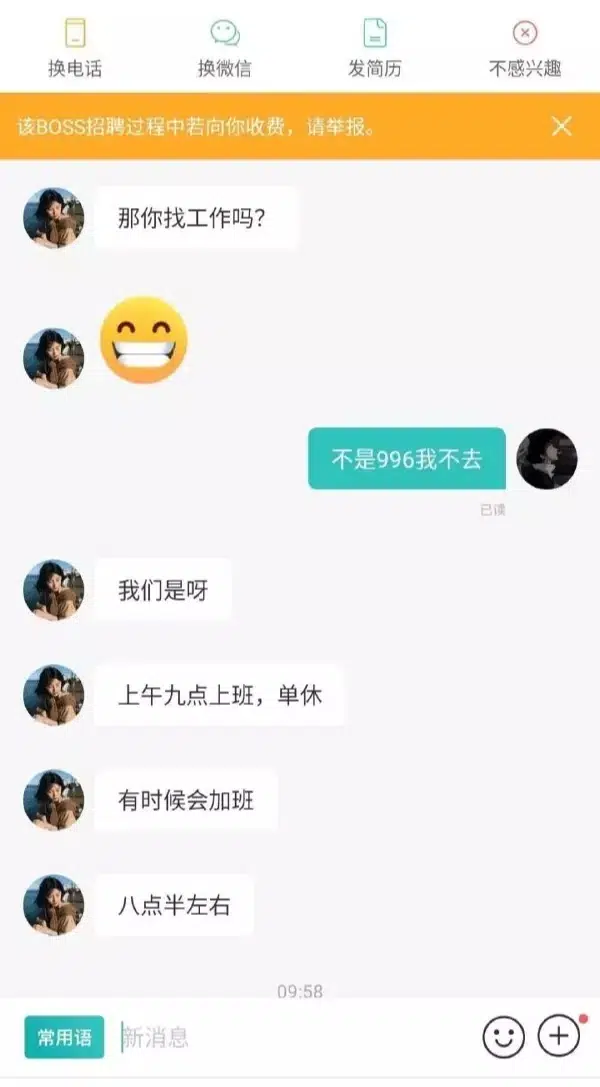 换电话 换微信 发简历 不感兴趣
该BOSS招聘过程中若向你收费，请举报。
那你找工作吗？
不是996我不去
已读
我们是呀
上午九点上班，单休
有时候会加班
八点半左右
09:58
常用语 新消息